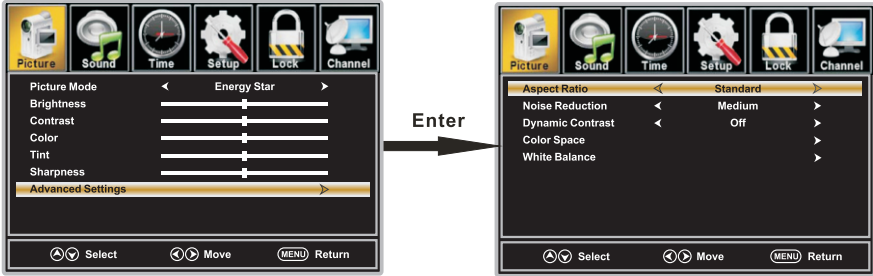 Picture Sound Time Setup Lock Channel
Picture Mode Energy Star
Brightness
Contrast
Color
Tint
Sharpness
Advanced Settings
Select Move MENU Return
Enter
Picture Sound Time Setup Lock Channel
Aspect Ratio Standard
Noise Reduction Medium
Dynamic Contrast Off
Color Space
White Balance
Select Move MENU Return